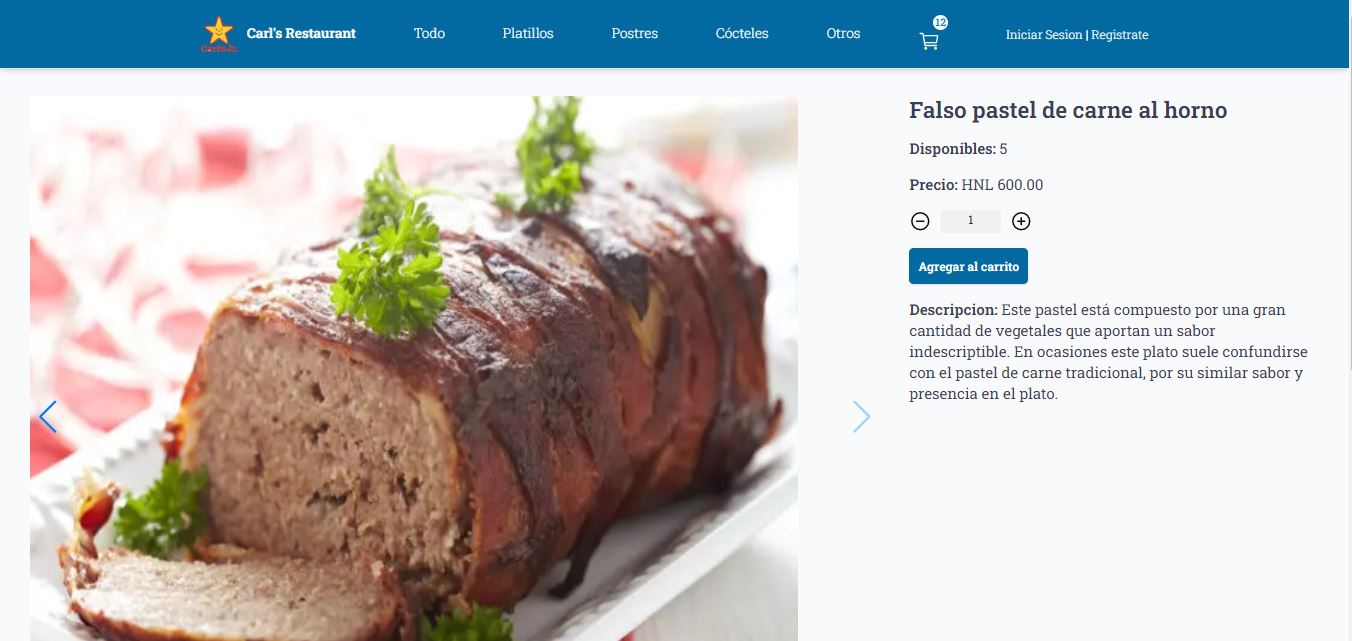 Carl's Jr.
Carl's Restaurant
Todo
Platillos
Postres
Cócteles
Otros
12
Iniciar Sesion | Registrate
Falso pastel de carne al horno
Disponibles: 5
Precio: HNL 600.00
1
Agregar al carrito
Descripcion: Este pastel está compuesto por una gran
cantidad de vegetales que aportan un sabor
indescriptible. En ocasiones este plato suele confundirse
con el pastel de carne tradicional, por su similar sabor y
presencia en el plato.